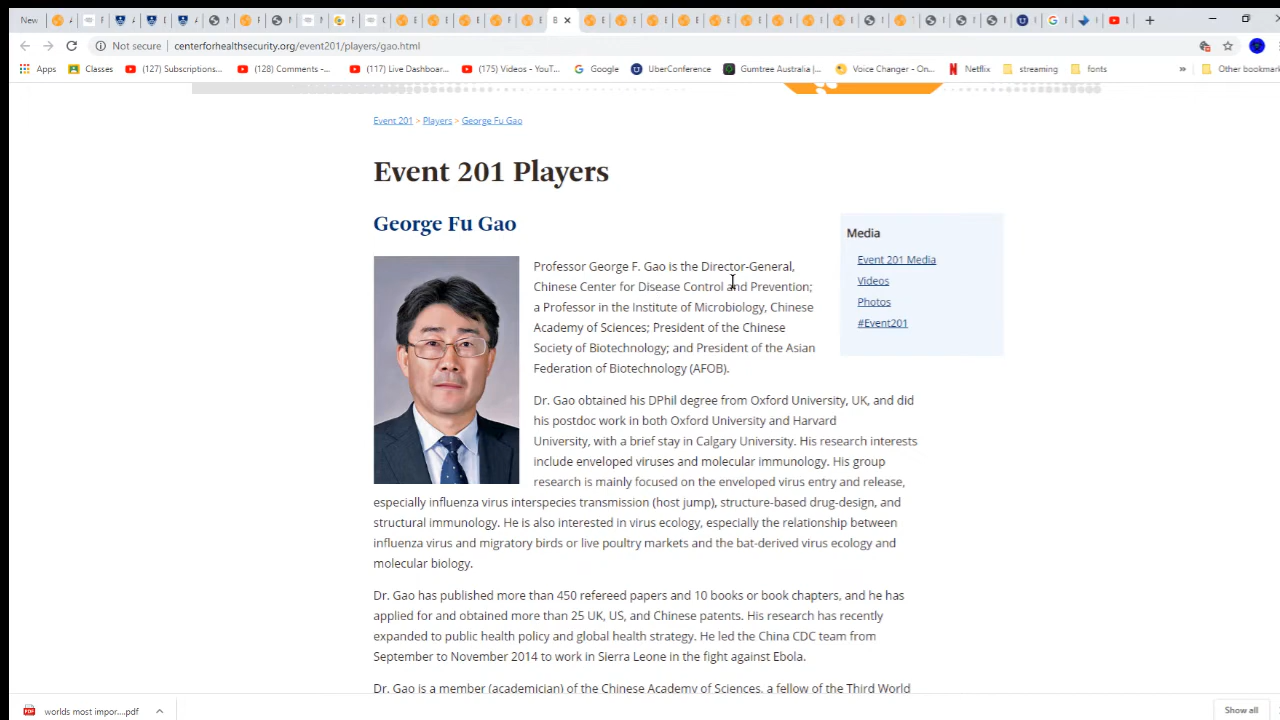 New
Not secure
centerforhealthsecurity.org/event201/players/gao.html
Apps
Classes
(127) Subscriptions...
(128) Comments -...
(117) Live Dashboar...
(175) Videos - YouT...
Google
UberConference
Gumtree Australia |...
Voice Changer - On...
Netflix
streaming
fonts
»
Other bookmar
Event 201 > Players > George Fu Gao
Event 201 Players
George Fu Gao
Professor George F. Gao is the Director-General,
Chinese Center for Disease Control and Prevention;
a Professor in the Institute of Microbiology, Chinese
Academy of Sciences; President of the Chinese
Society of Biotechnology; and President of the Asian
Federation of Biotechnology (AFOB).
Media
Event 201 Media
Videos
Photos
#Event201
Dr. Gao obtained his DPhil degree from Oxford University, UK, and did
his postdoc work in both Oxford University and Harvard
University, with a brief stay in Calgary University. His research interests
include enveloped viruses and molecular immunology. His group
research is mainly focused on the enveloped virus entry and release,
especially influenza virus interspecies transmission (host jump), structure-based drug-design, and
structural immunology. He is also interested in virus ecology, especially the relationship between
influenza virus and migratory birds or live poultry markets and the bat-derived virus ecology and
molecular biology.
Dr. Gao has published more than 450 refereed papers and 10 books or book chapters, and he has
applied for and obtained more than 25 UK, US, and Chinese patents. His research has recently
expanded to public health policy and global health strategy. He led the China CDC team from
September to November 2014 to work in Sierra Leone in the fight against Ebola.
Dr. Gao is a member (academician) of the Chinese Academy of Sciences, a fellow of the Third World
worlds most impor....pdf
Show all